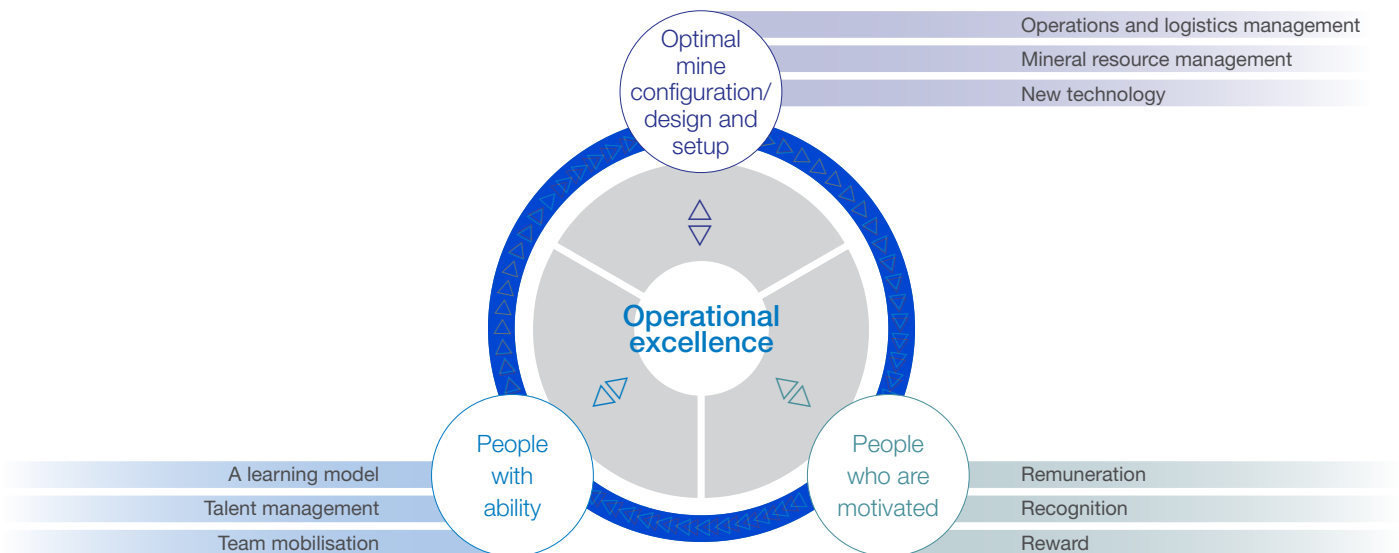 Optimal
mine
configuration/
design and
setup
Operations and logistics management
Mineral resource management
New technology
Operational
excellence
People
with
ability
A learning model
Talent management
Team mobilisation
People
who are
motivated
Remuneration
Recognition
Reward